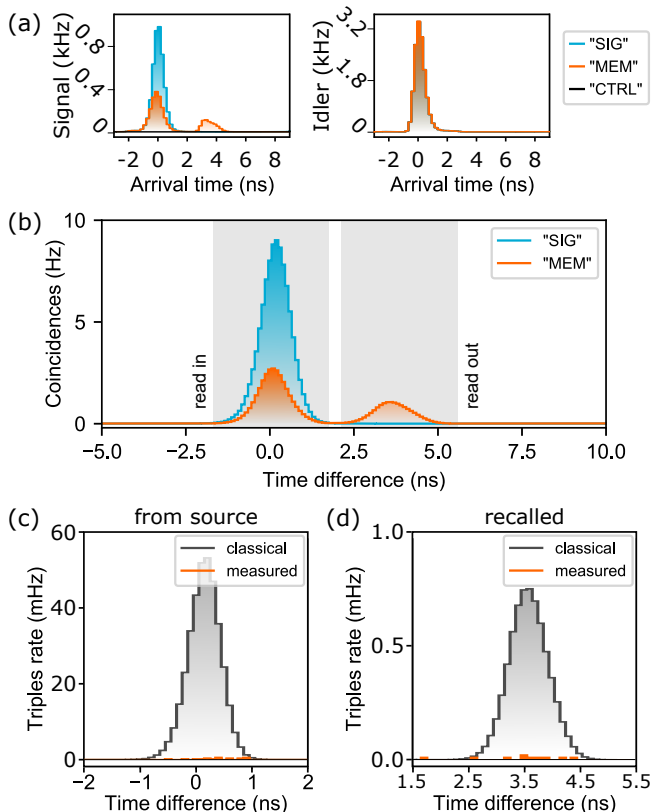 (a)
Signal (kHz)
0.8
0.4
0
−2 0 2 4 6 8
Arrival time (ns)
Idler (kHz)
3.2
1.8
0
−2 0 2 4 6 8
Arrival time (ns)
"SIG"
"MEM"
"CTRL"
(b)
Coincidences (Hz)
10
5
0
read in
read out
"SIG"
"MEM"
−5.0 −2.5 0.0 2.5 5.0 7.5 10.0
Time difference (ns)
(c) from source
Triples rate (mHz)
60
40
20
0
classical
measured
−2 −1 0 1 2
Time difference (ns)
(d) recalled
Triples rate (mHz)
1.0
0.5
0.0
classical
measured
1.5 2.5 3.5 4.5 5.5
Time difference (ns)